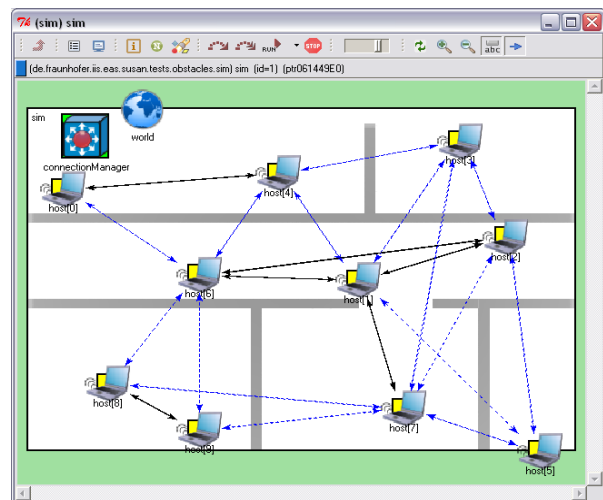 (sim) sim
RUN
STOP
abc
(de.fraunhofer.iis.eas.susan.tests.obstacles.sim) sim (id=1) (ptr061449E0)
sim
world
connectionManager
host[0]
host[4]
host[3]
host[2]
host[6]
host[1]
host[8]
host[9]
host[7]
host[5]